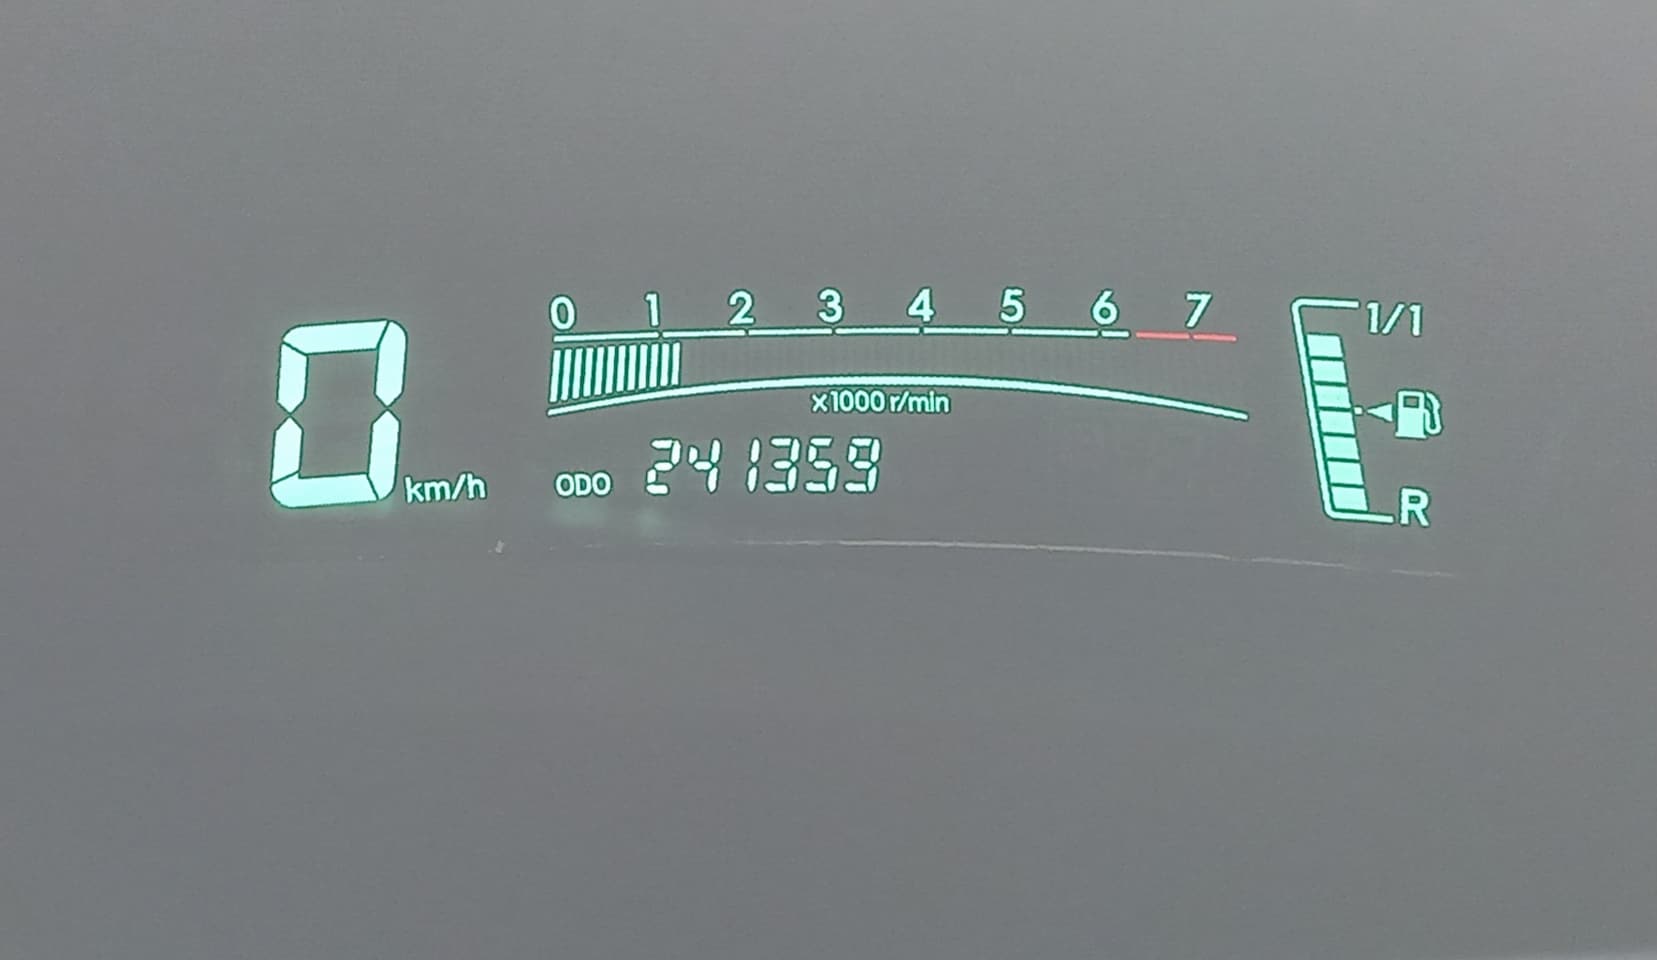 0 1 2 3 4 5 6 7
x1000 r/min
0 km/h
ODO 241359
1/1
R